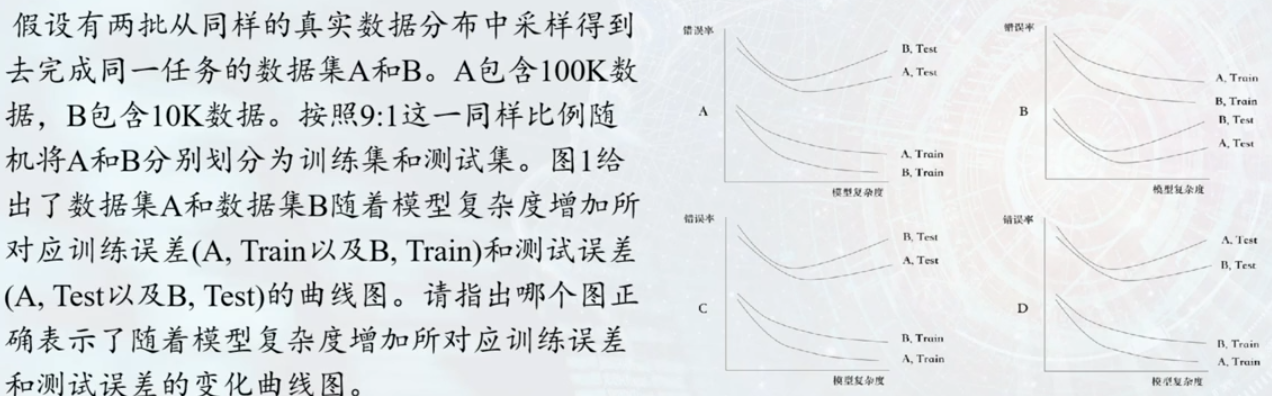 假设有两批从同样的真实数据分布中采样得到
去完成同一任务的数据集A和B。A包含100K数
据，B包含10K数据。按照9:1这一同样比例随
机将A和B分别划分为训练集和测试集。图1给
出了数据集A和数据集B随着模型复杂度增加所
对应训练误差(A, Train以及B, Train)和测试误差
(A, Test以及B, Test)的曲线图。请指出哪个图正
确表示了随着模型复杂度增加所对应训练误差
和测试误差的变化曲线图。
错误率
B, Test
A, Test
A
A, Train
B, Train
模型复杂度
错误率
A, Train
B, Train
B
B, Test
A, Test
模型复杂度
错误率
B, Test
A, Test
C
B, Train
A, Train
模型复杂度
错误率
A, Test
B, Test
D
B, Train
A, Train
模型复杂度